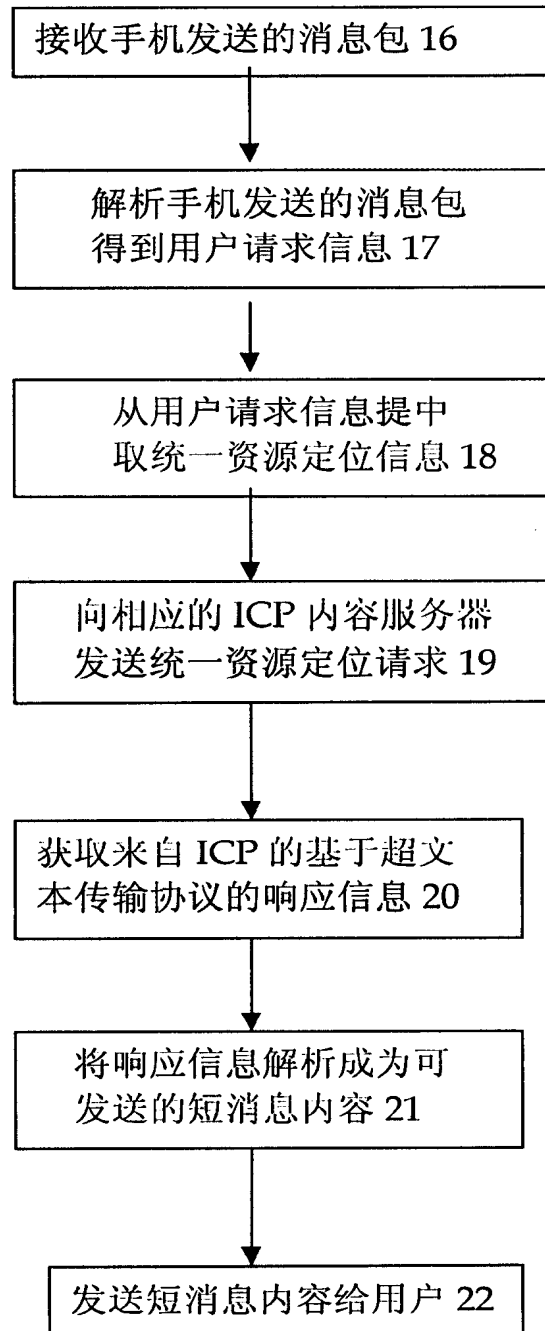 接收手机发送的消息包 16
解析手机发送的消息包
得到用户请求信息 17
从用户请求信息提中
取统一资源定位信息 18
向相应的 ICP 内容服务器
发送统一资源定位请求 19
获取来自 ICP 的基于超文
本传输协议的响应信息 20
将响应信息解析成为可
发送的短消息内容 21
发送短消息内容给用户 22